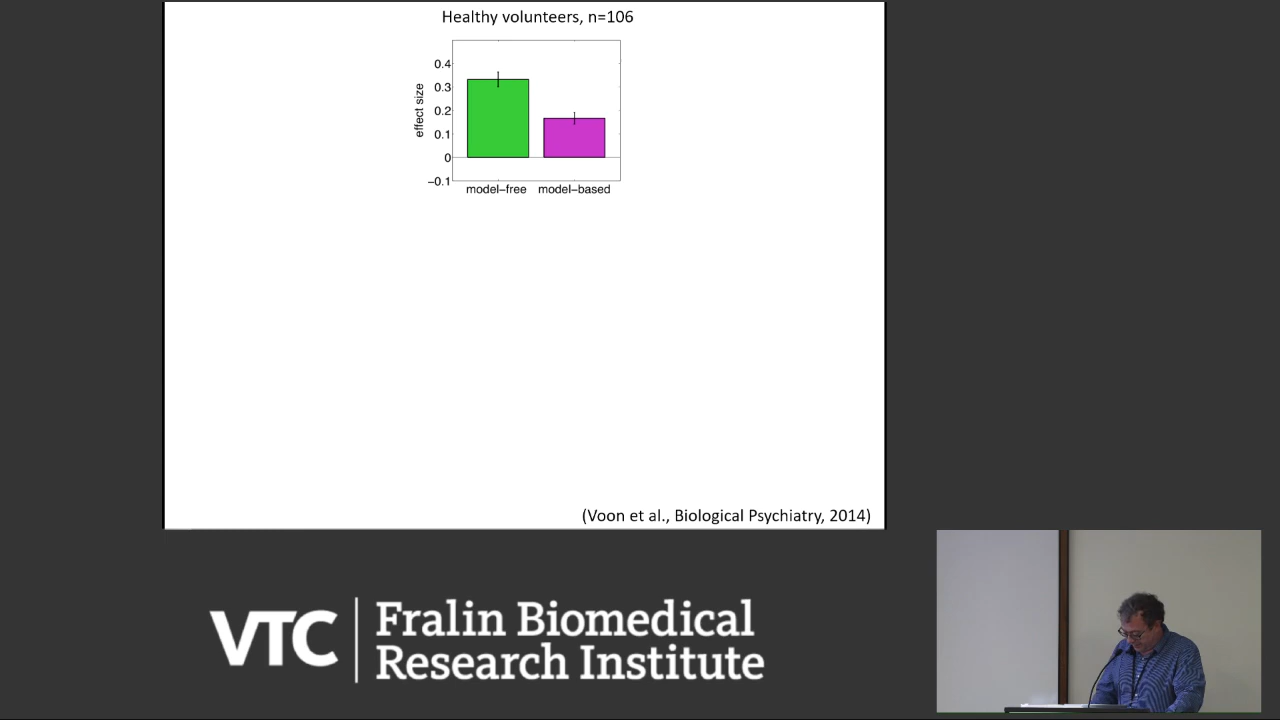 Healthy volunteers, n=106
0.4
0.3
0.2
0.1
0
−0.1
effect size
model−free model−based
(Voon et al., Biological Psychiatry, 2014)
VTC Fralin Biomedical
Research Institute